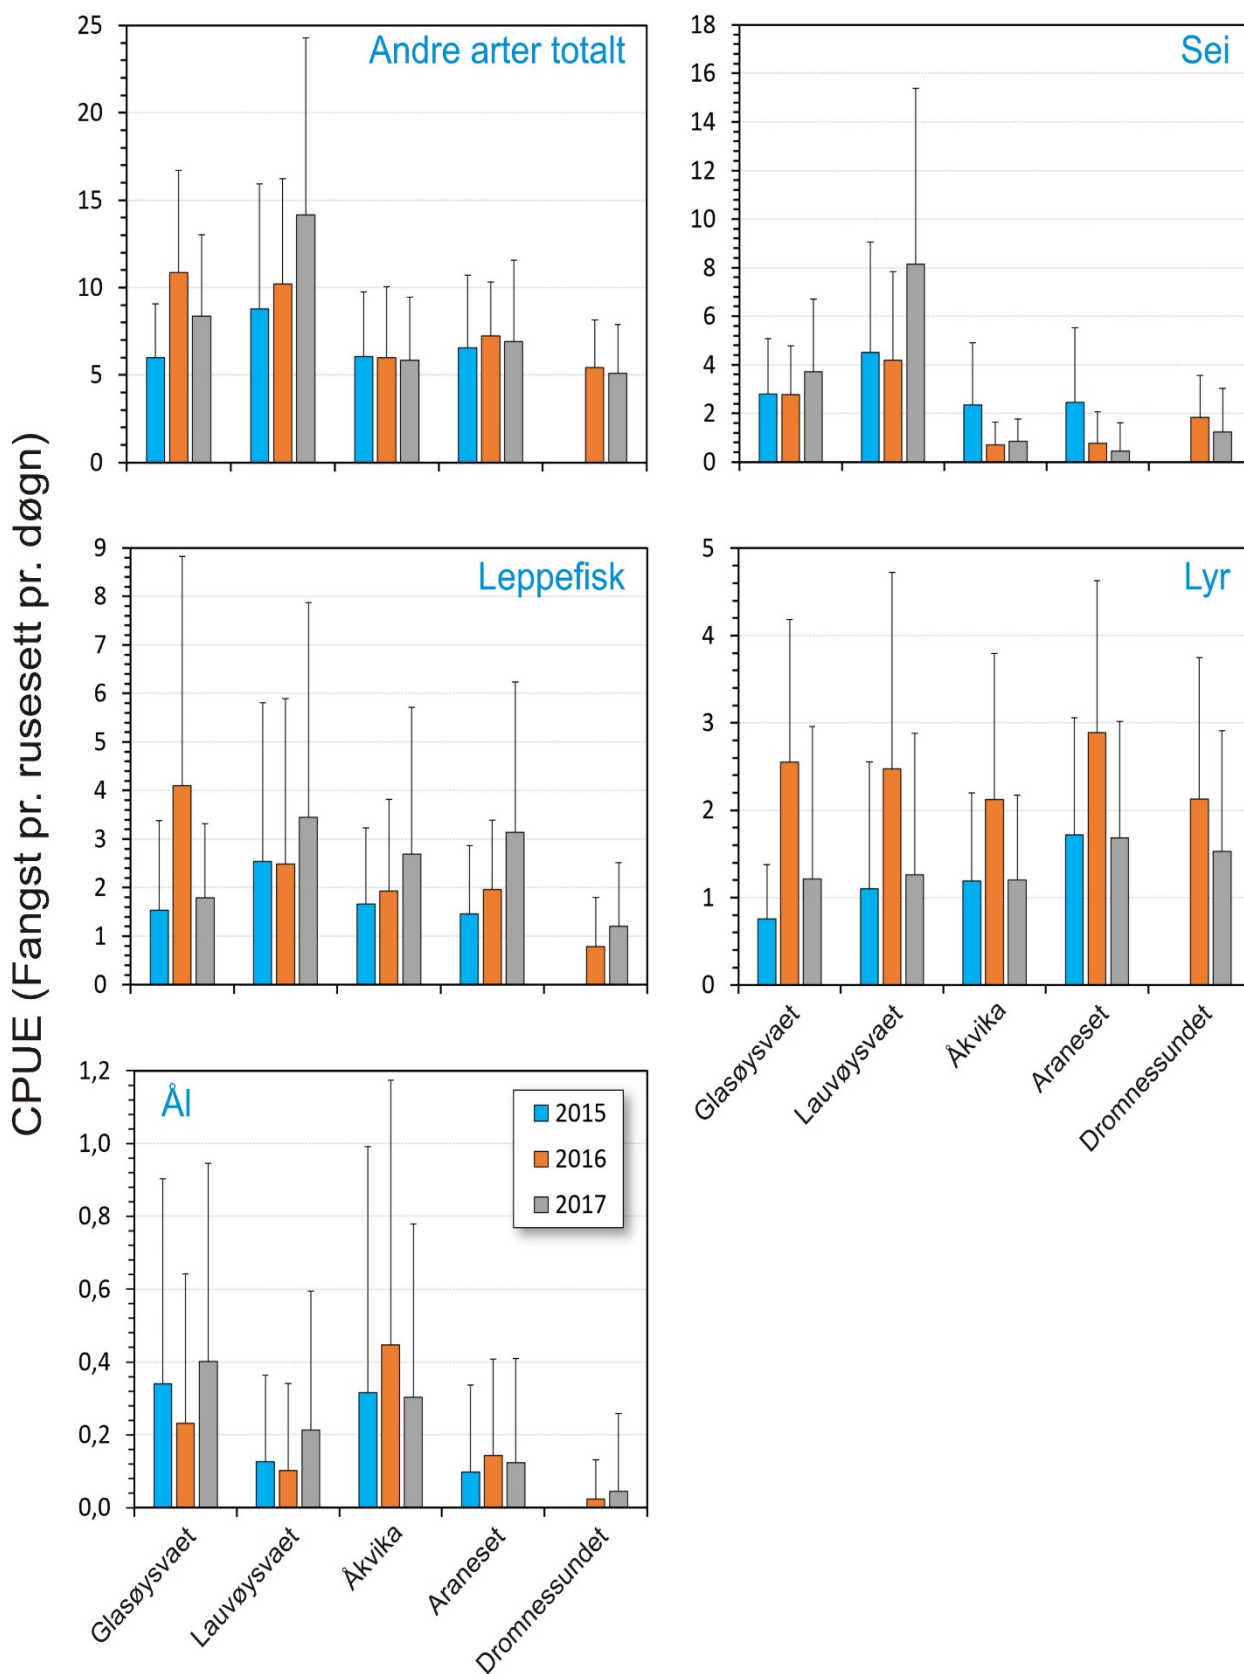 CPUE (Fangst pr. rusesett pr. døgn)
Andre arter totalt
25
20
15
10
5
0
Sei
18
16
14
12
10
8
6
4
2
0
Leppefisk
9
8
7
6
5
4
3
2
1
0
Lyr
5
4
3
2
1
0
Glasøysvaet
Lauvøysvaet
Åkvika
Araneset
Dromnessundet
Ål
1,2
1,0
0,8
0,6
0,4
0,2
0,0
2015
2016
2017
Glasøysvaet
Lauvøysvaet
Åkvika
Araneset
Dromnessundet